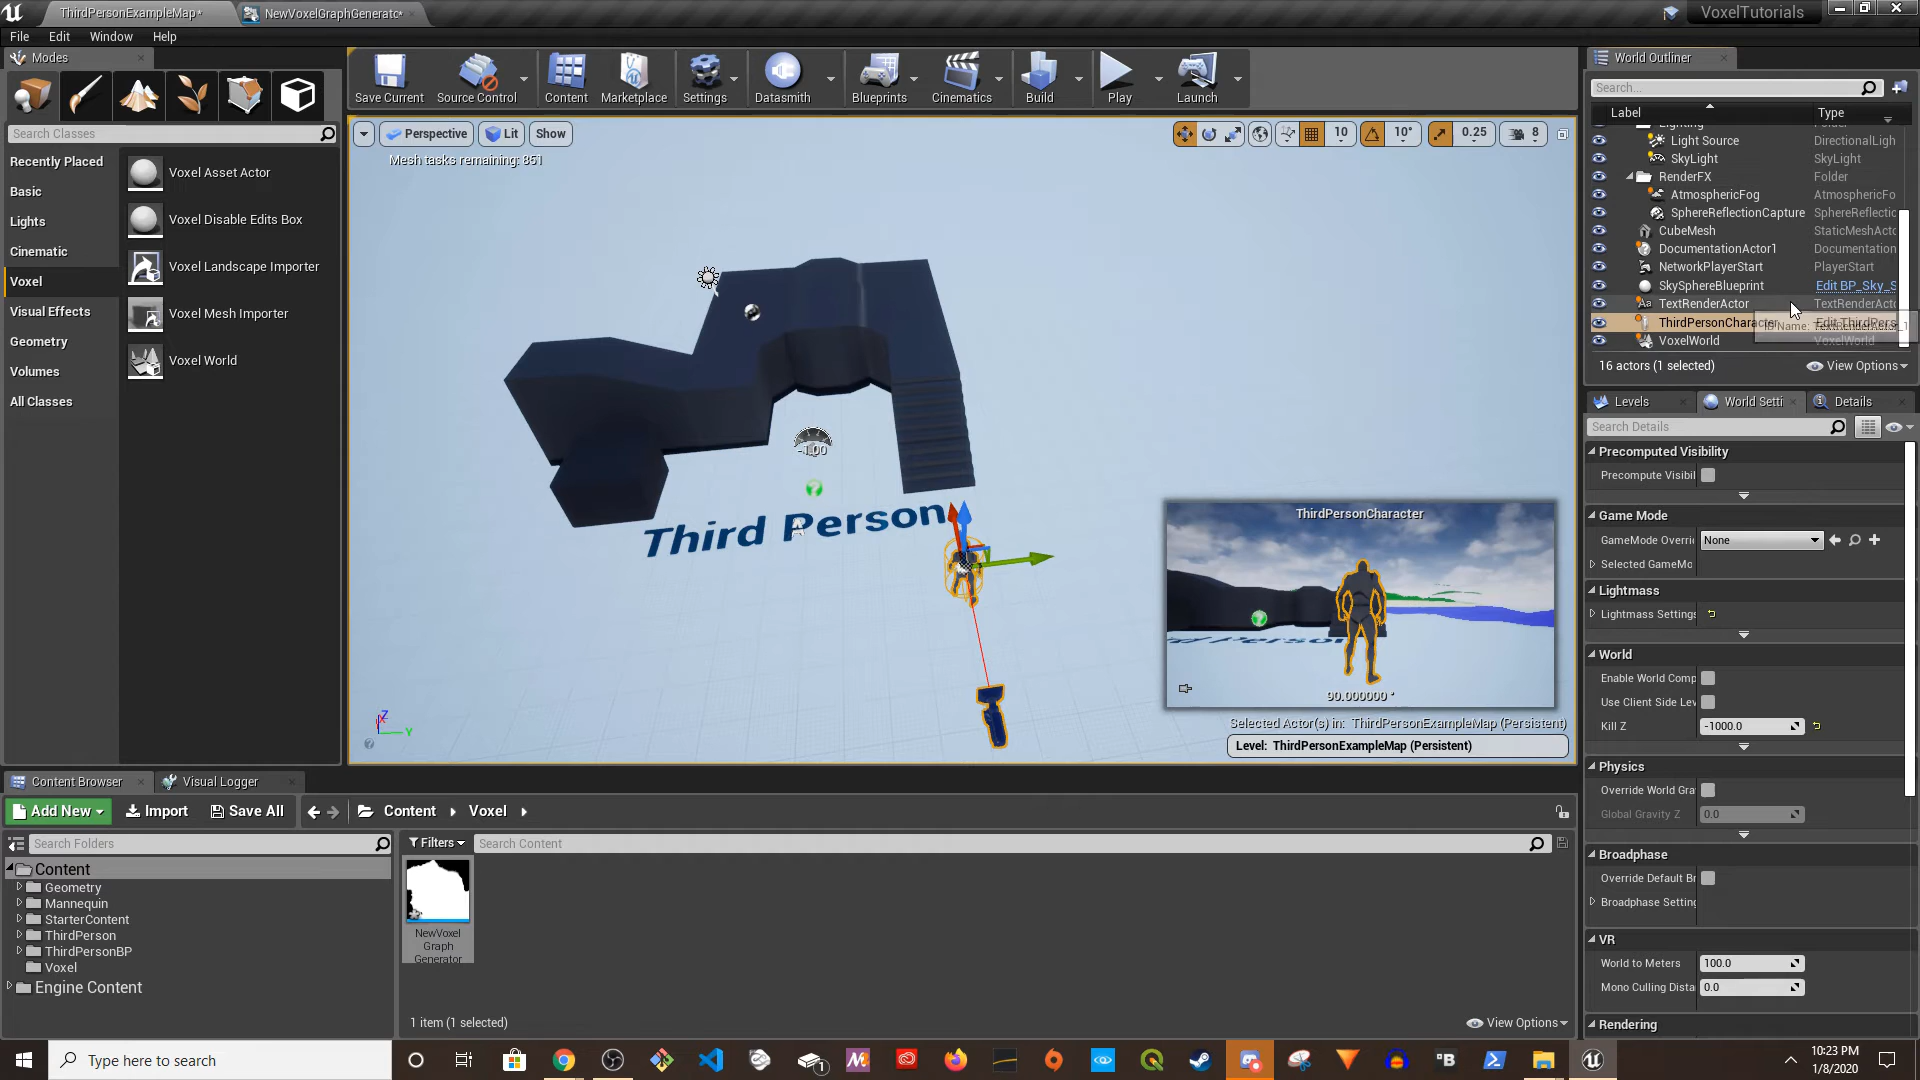 ThirdPersonExampleMap*
NewVoxelGraphGeneratc*
VoxelTutorials
File
Edit
Window
Help
Modes
Save Current
Source Control
Content
Marketplace
Settings
Datasmith
Blueprints
Cinematics
Build
Play
Launch
Search Classes
Recently Placed
Basic
Lights
Cinematic
Voxel
Visual Effects
Geometry
Volumes
All Classes
Voxel Asset Actor
Voxel Disable Edits Box
Voxel Landscape Importer
Voxel Mesh Importer
Voxel World
Perspective
Lit
Show
10
10°
0.25
8
Mesh tasks remaining: 851
-1.00
Third Person
ThirdPersonCharacter
90.000000 °
Selected Actor(s) in: ThirdPersonExampleMap (Persistent)
Level: ThirdPersonExampleMap (Persistent)
Z
Y
World Outliner
Search...
Label
Type
Lighting
Folder
Light Source
DirectionalLigh
SkyLight
SkyLight
RenderFX
Folder
AtmosphericFog
AtmosphericFo
SphereReflectionCapture
SphereReflectic
CubeMesh
StaticMeshActo
DocumentationActor1
Documentation
NetworkPlayerStart
PlayerStart
SkySphereBlueprint
Edit BP_Sky_S
TextRenderActor
TextRenderActo
ThirdPersonCharacter
Edit ThirdPers
ID Name: TextRenderActor_1
VoxelWorld
VoxelWorld
16 actors (1 selected)
View Options
Levels
World Setti
Details
Search Details
Precomputed Visibility
Precompute Visibil
Game Mode
GameMode Overri
None
Selected GameMo
Lightmass
Lightmass Settings
World
Enable World Comp
Use Client Side Lev
Kill Z
-1000.0
Physics
Override World Gra
Global Gravity Z
0.0
Broadphase
Override Default Br
Broadphase Setting
VR
World to Meters
100.0
Mono Culling Dista
0.0
Rendering
Content Browser
Visual Logger
Add New
Import
Save All
Content
Voxel
Search Folders
Filters
Search Content
Content
Geometry
Mannequin
StarterContent
ThirdPerson
ThirdPersonBP
Voxel
Engine Content
NewVoxel
Graph
Generator
1 item (1 selected)
View Options
Type here to search
10:23 PM
1/8/2020